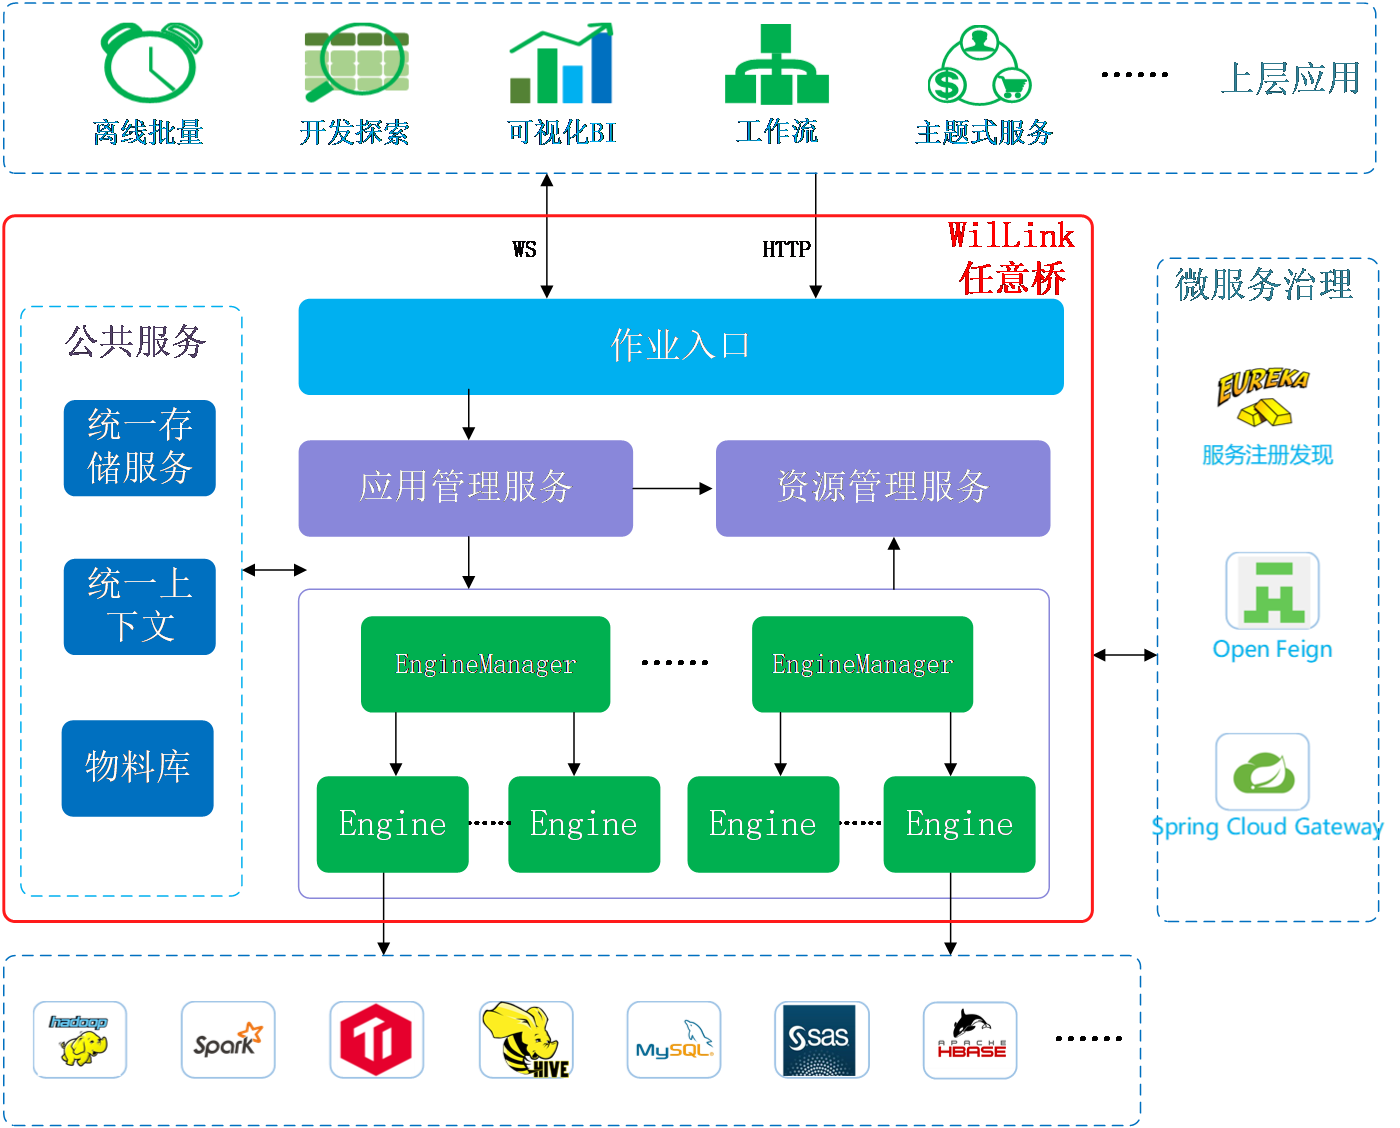 离线批量
开发探索
可视化BI
工作流
主题式服务
······
上层应用
WS
HTTP
WilLink
任意桥
微服务治理
公共服务
作业入口
EUREKA
服务注册发现
统一存
储服务
应用管理服务
资源管理服务
统一上
下文
Open Feign
EngineManager
······
EngineManager
物料库
Engine
······
Engine
Engine
······
Engine
Spring Cloud Gateway
hadoop
Spark
HIVE
MySQL
sas
APACHE
HBASE
······